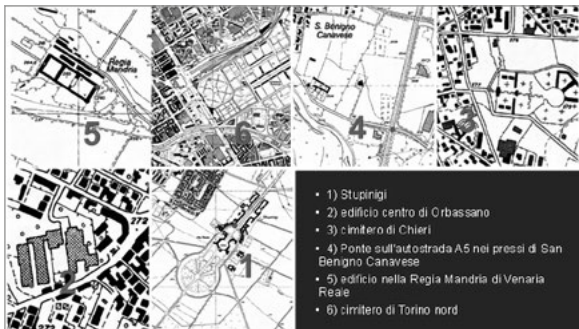 Regia
Mandria
5
6
S. Benigno
Canavese
4
3
273
2
272
1
• 1) Stupinigi
• 2) edificio centro di Orbassano
• 3) cimitero di Chieri
• 4) Ponte sull'autostrada A5 nei pressi di San
Benigno Canavese
• 5) edificio nella Regia Mandria di Venaria
Reale
• 6) cimitero di Torino nord